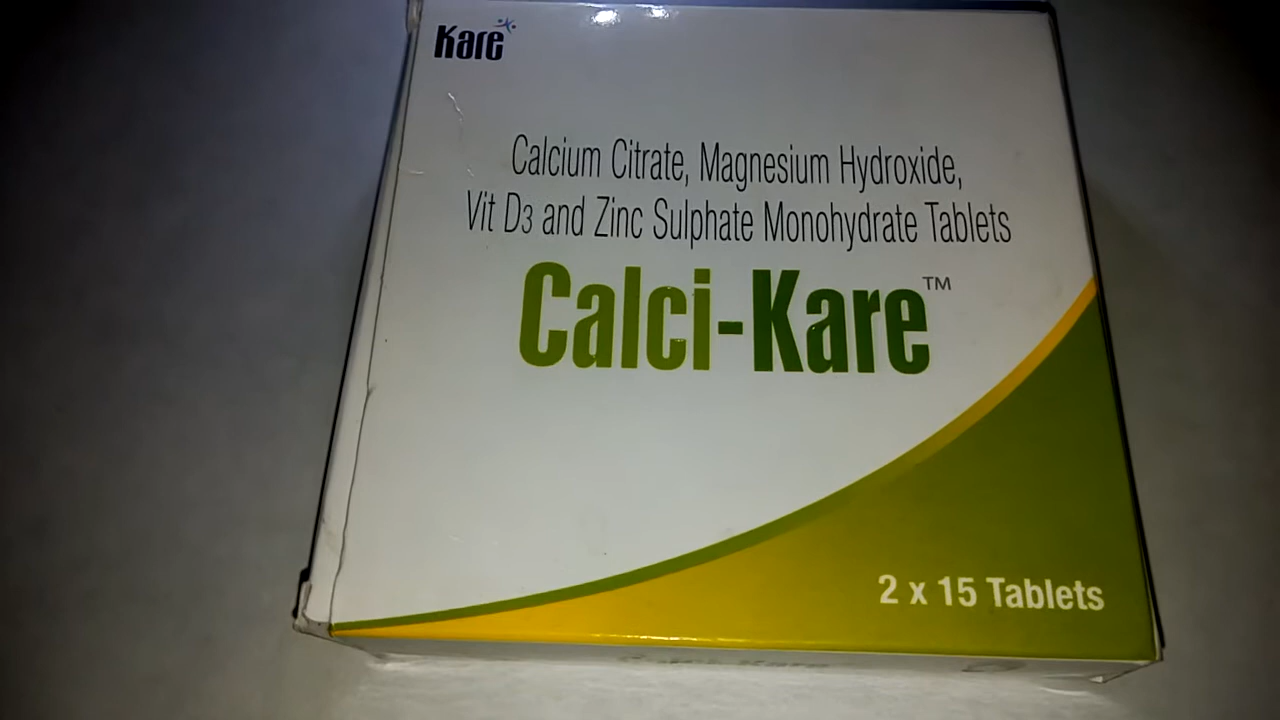 Kare
Calcium Citrate, Magnesium Hydroxide,
Vit D3 and Zinc Sulphate Monohydrate Tablets
Calci-Kare™
2 x 15 Tablets